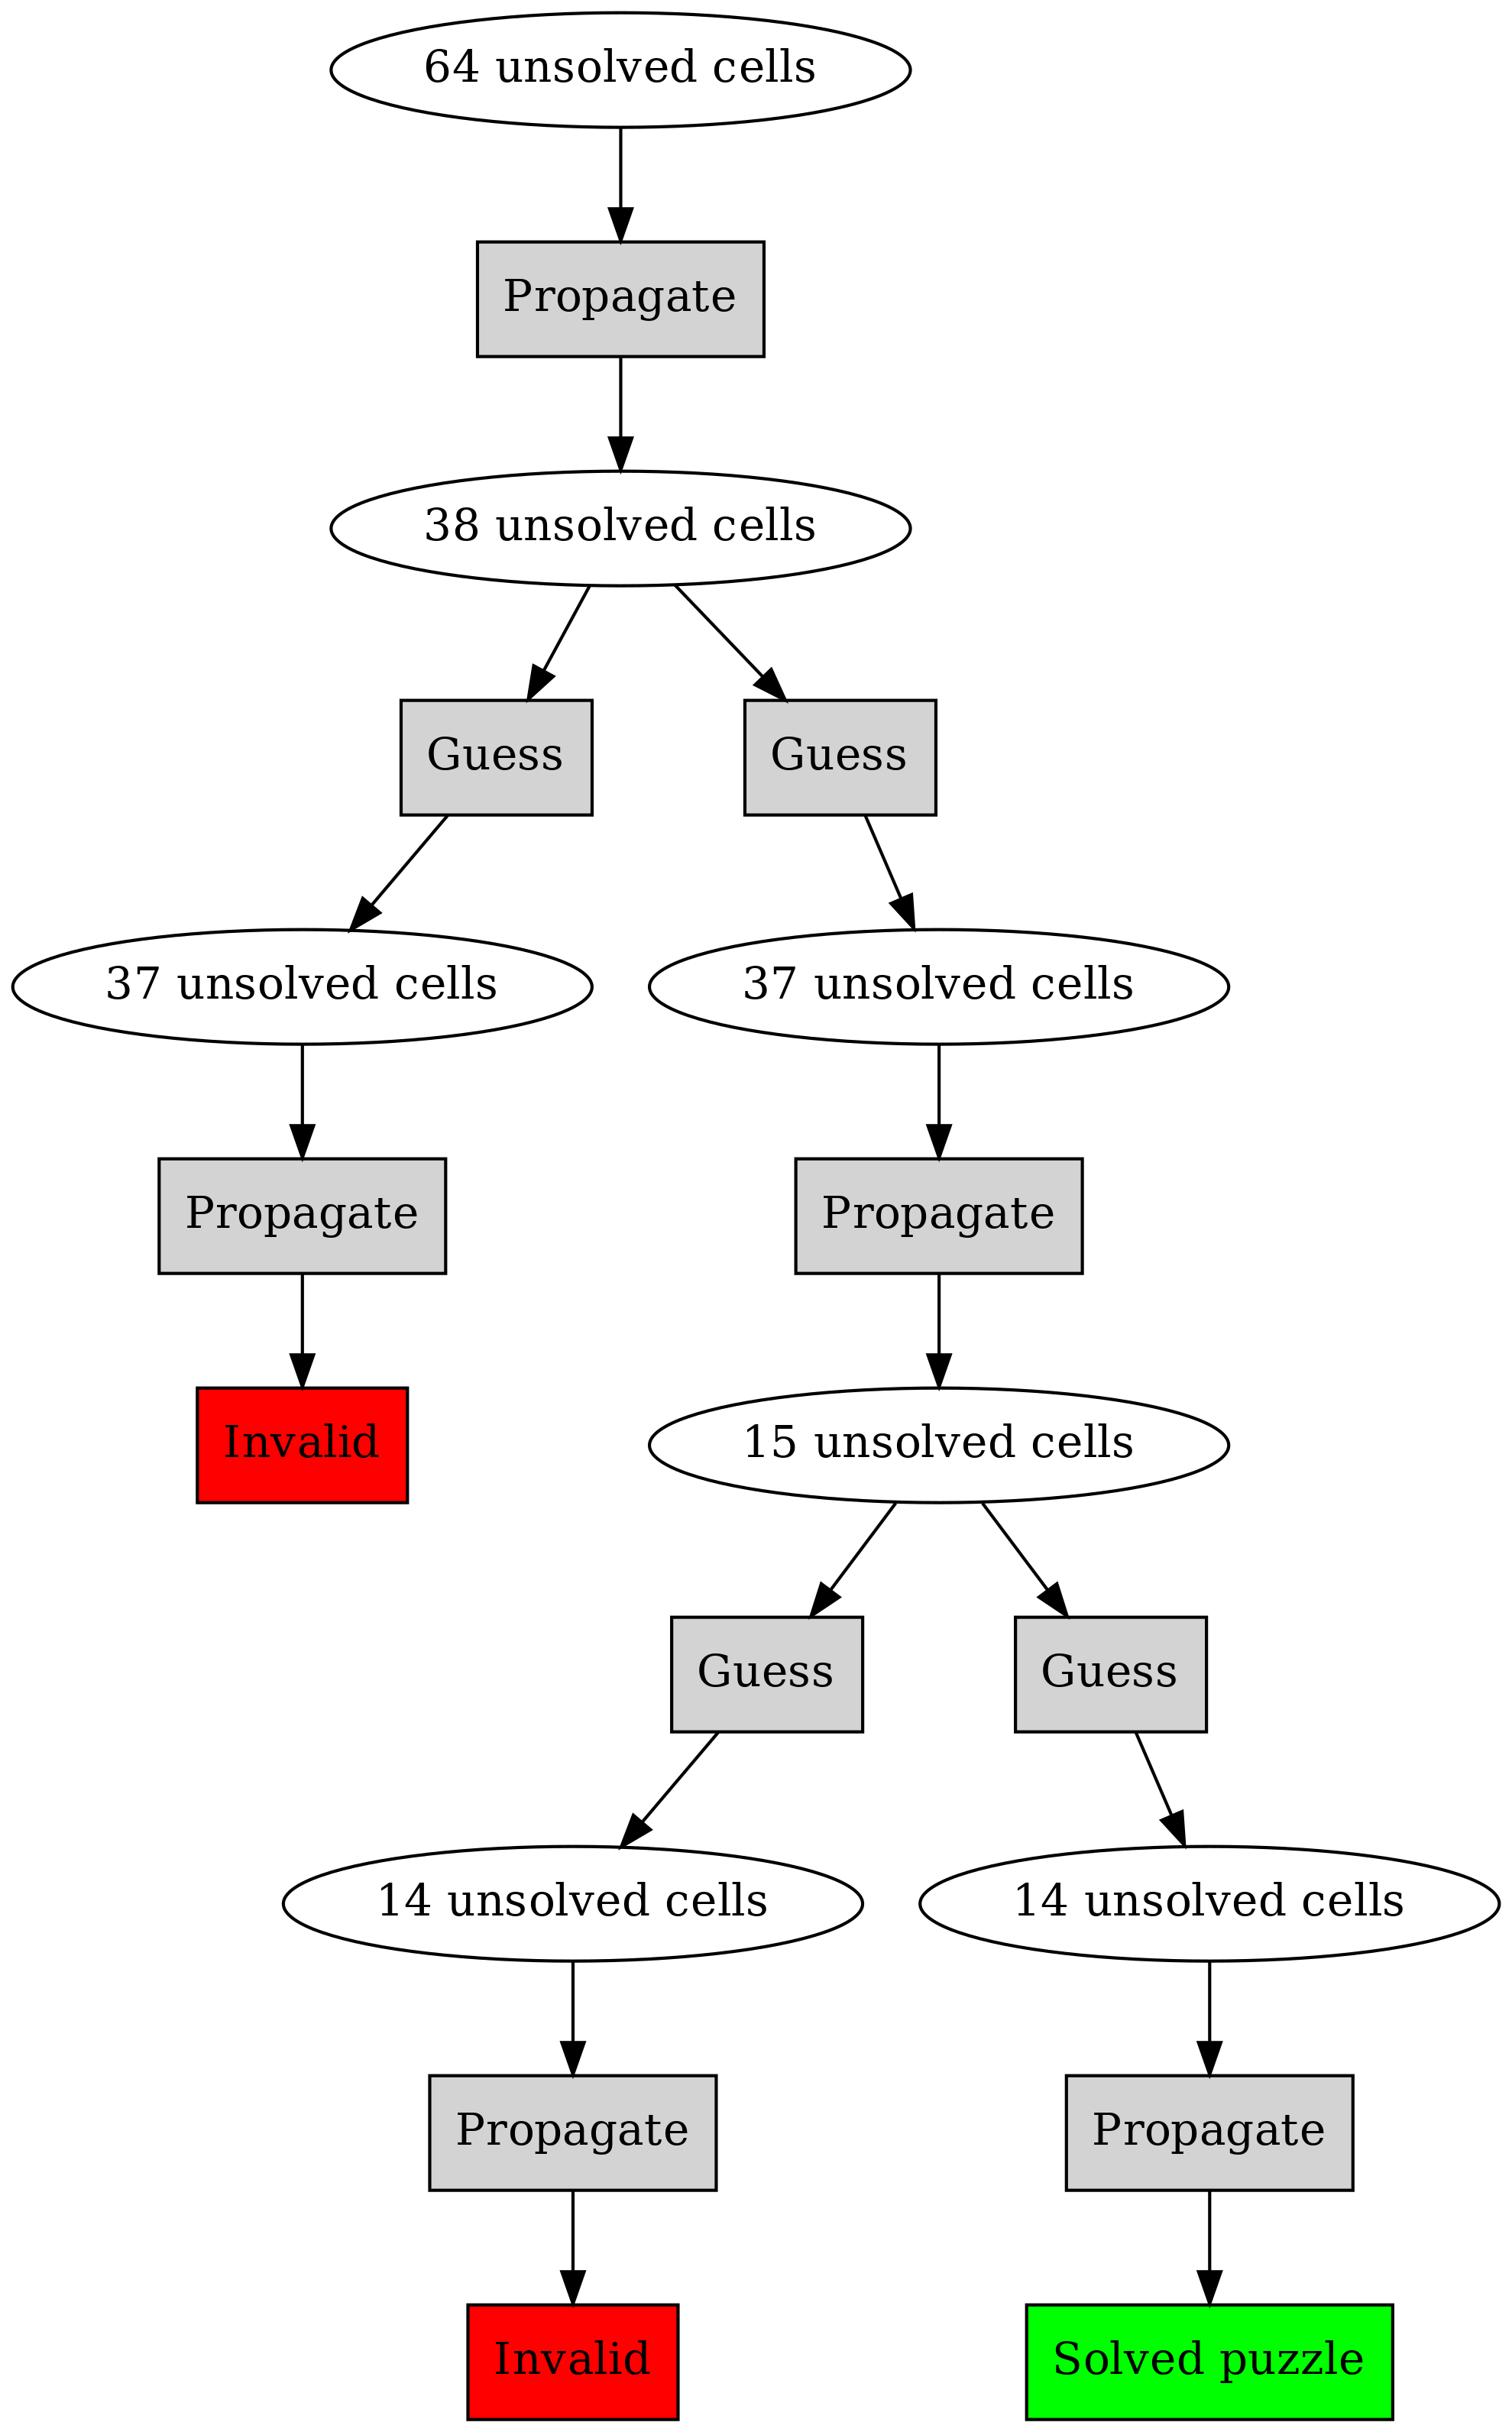 64 unsolved cells
Propagate
38 unsolved cells
Guess
Guess
37 unsolved cells
37 unsolved cells
Propagate
Propagate
Invalid
15 unsolved cells
Guess
Guess
14 unsolved cells
14 unsolved cells
Propagate
Propagate
Invalid
Solved puzzle